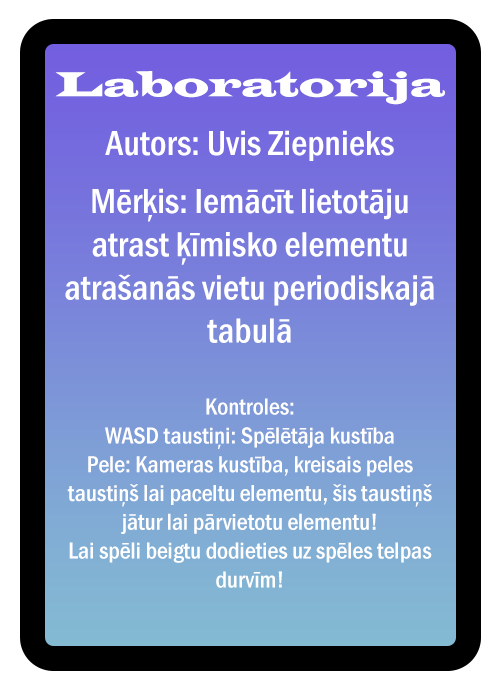 Laboratorija
Autors: Uvis Ziepnieks
Mērķis: Iemācīt lietotāju
atrast ķīmisko elementu
atrašanās vietu periodiskajā
tabulā
Kontroles:
WASD taustiņi: Spēlētāja kustība
Pele: Kameras kustība, kreisais peles
taustiņš lai paceltu elementu, šis taustiņš
jātur lai pārvietotu elementu!
Lai spēli beigtu dodieties uz spēles telpas
durvīm!